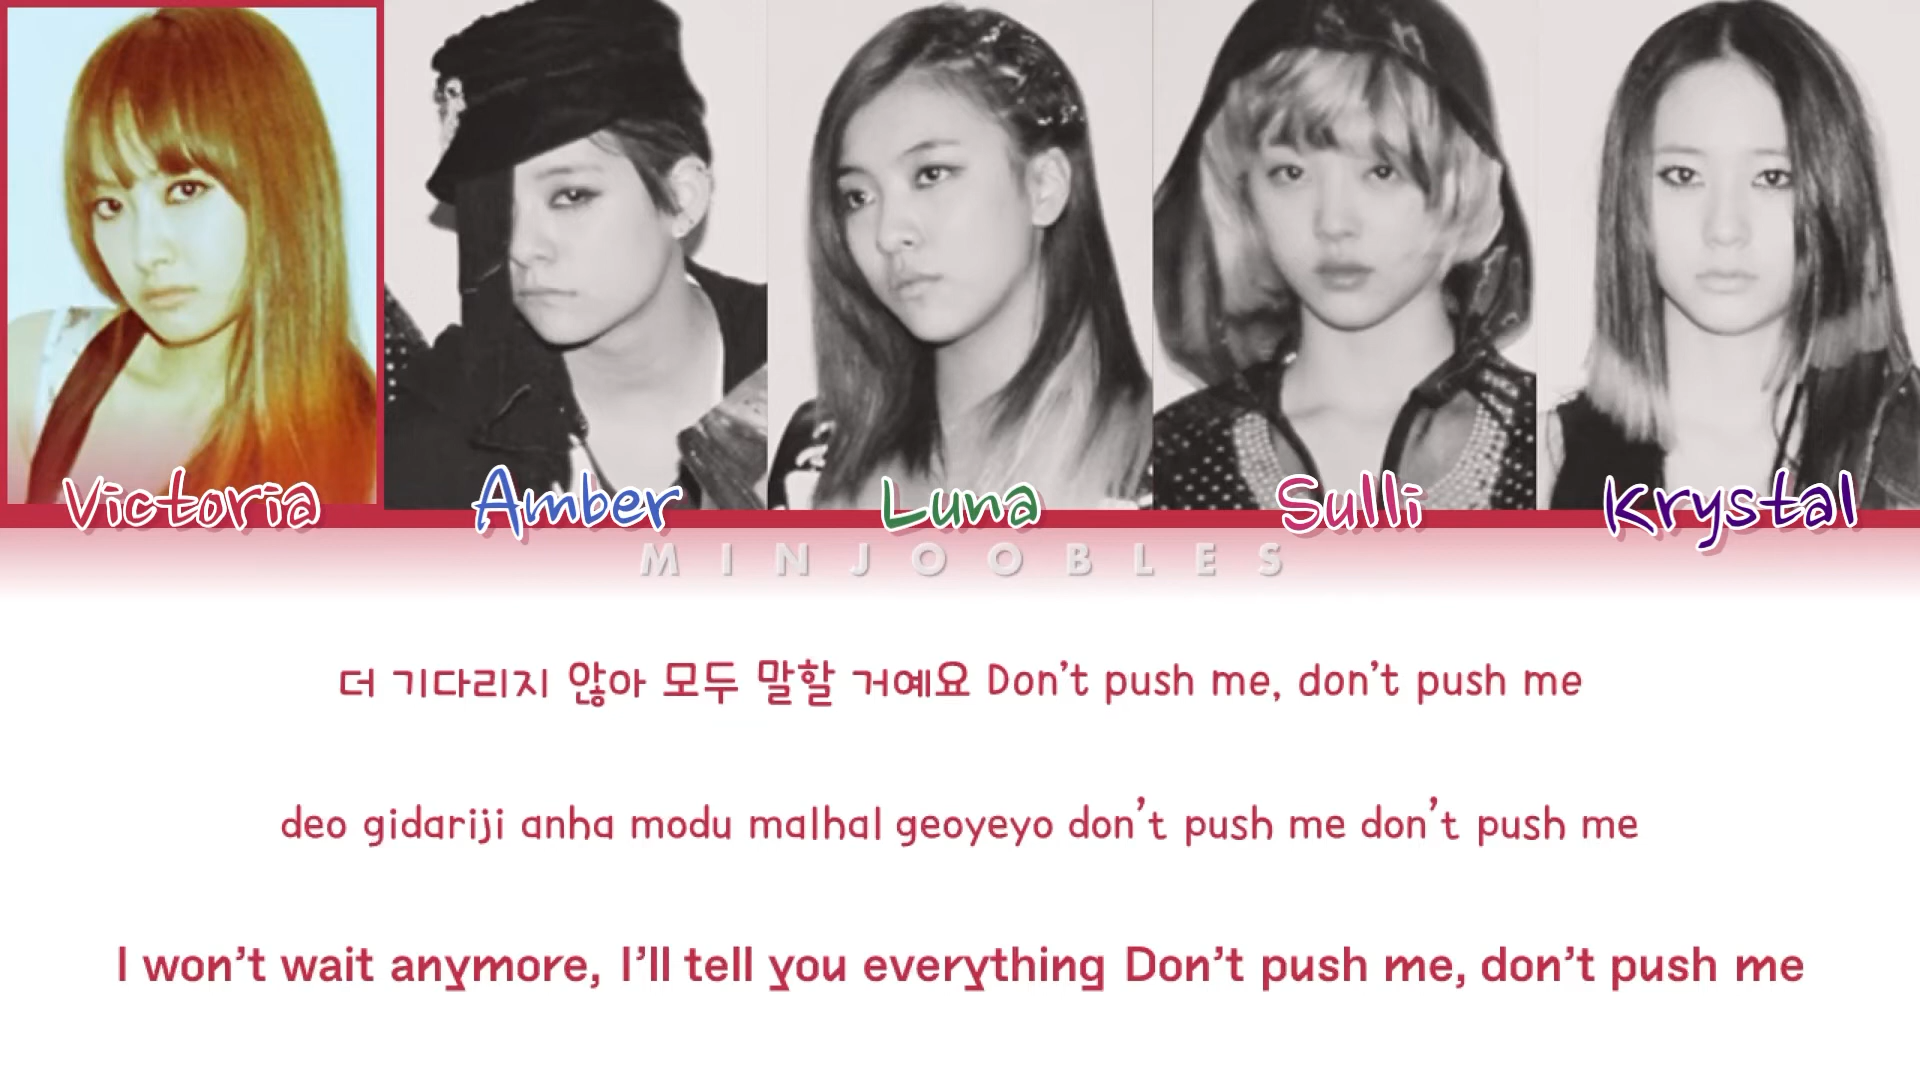 Victoria Amber Luna Sulli Krystal
MINJOOBLES
더 기다리지 않아 모두 말할 거예요 Don't push me, don't push me
deo gidariji anha modu malhal geoyeyo don't push me don't push me
I won't wait anymore, I'll tell you everything Don't push me, don't push me